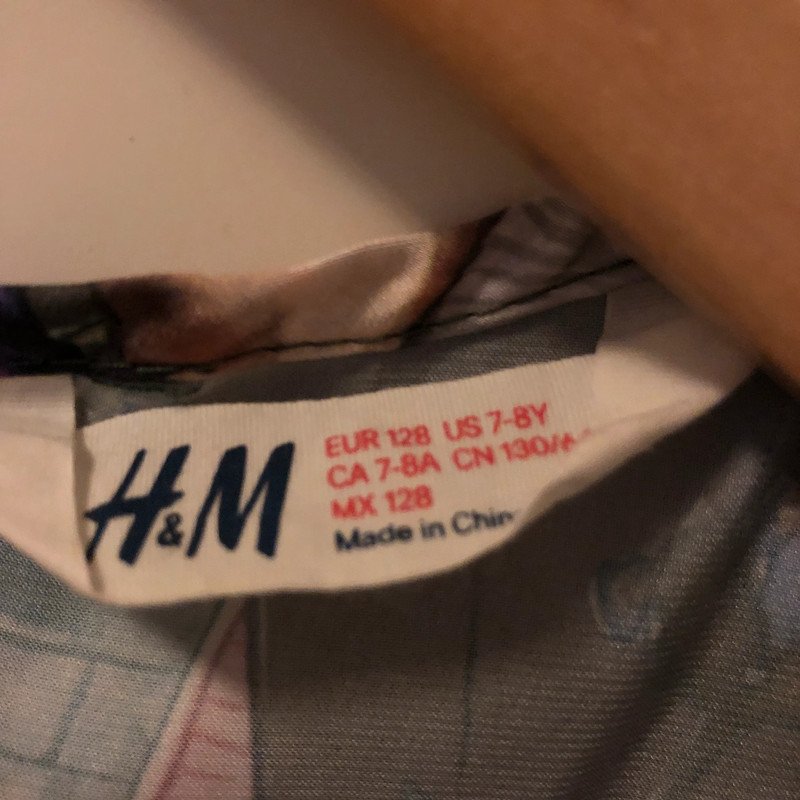 H&M
EUR 128 US 7-8Y
CA 7-8A CN 130/
MX 128
Made in